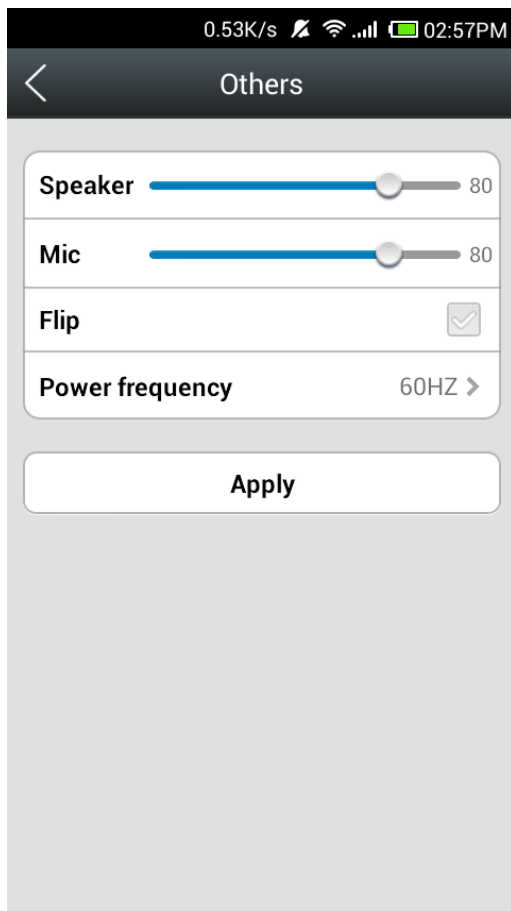 0.53K/s 02:57PM
Others
Speaker 80
Mic 80
Flip
Power frequency 60HZ
Apply